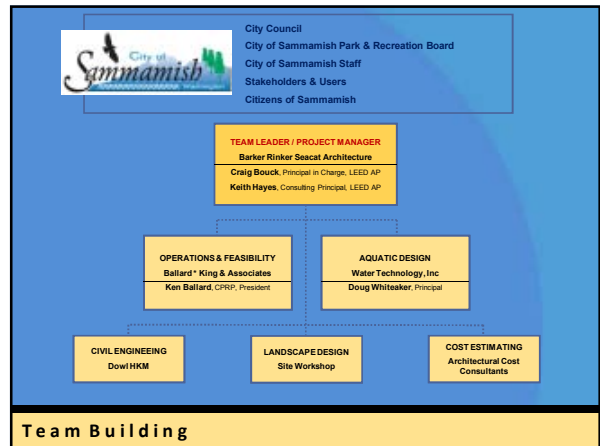 City of
Sammamish
Washington
City Council
City of Sammamish Park & Recreation Board
City of Sammamish Staff
Stakeholders & Users
Citizens of Sammamish
TEAM LEADER / PROJECT MANAGER
Barker Rinker Seacat Architecture
Craig Bouck, Principal in Charge, LEED AP
Keith Hayes, Consulting Principal, LEED AP
OPERATIONS & FEASIBILITY
Ballard * King & Associates
Ken Ballard, CPRP, President
AQUATIC DESIGN
Water Technology, Inc
Doug Whiteaker, Principal
CIVIL ENGINEEING
Dowl HKM
LANDSCAPE DESIGN
Site Workshop
COST ESTIMATING
Architectural Cost
Consultants
Team Building